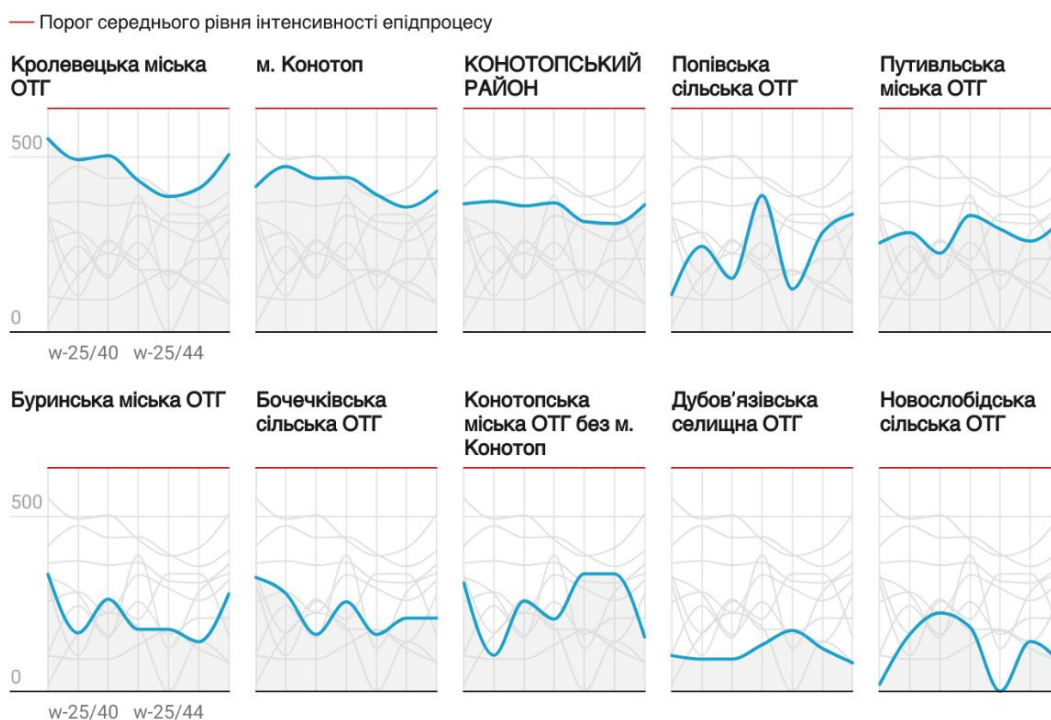 Порог середнього рівня інтенсивності епідпроцесу
Кролевецька міська
ОТГ
м. Конотоп
КОНОТОПСЬКИЙ
РАЙОН
Попівська
сільська ОТГ
Путивльська
міська ОТГ
500
0
w-25/40 w-25/44
Буринська міська ОТГ
Бочечківська
сільська ОТГ
Конотопська
міська ОТГ без м.
Конотоп
Дубов’язівська
селищна ОТГ
Новослобідська
сільська ОТГ
500
0
w-25/40 w-25/44